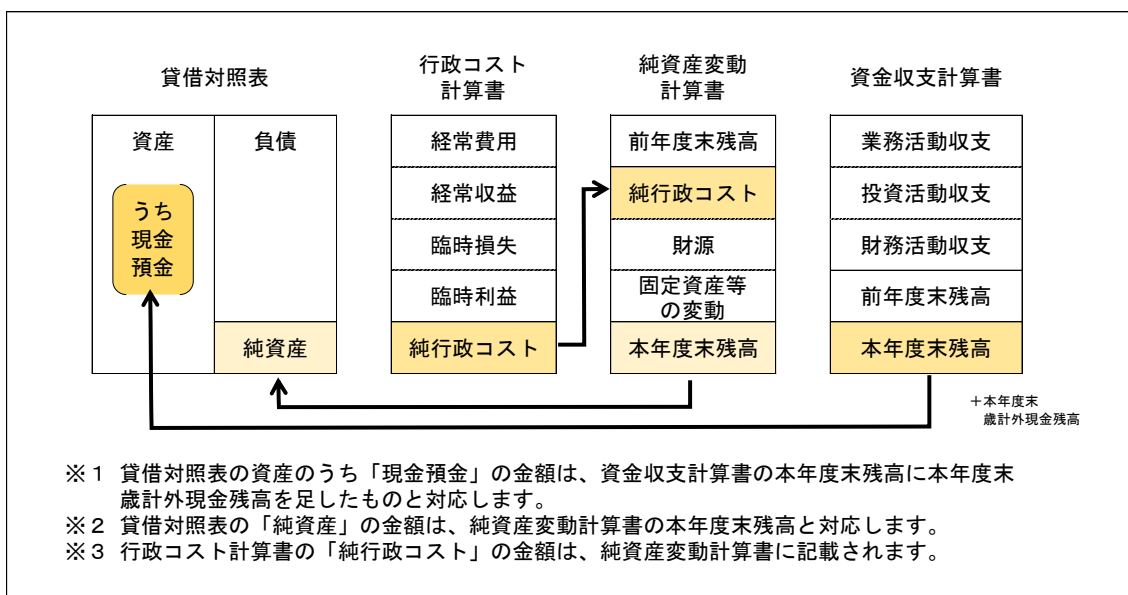 貸借対照表
資産
負債
うち
現金
預金
純資産
行政コスト
計算書
経常費用
経常収益
臨時損失
臨時利益
純行政コスト
純資産変動
計算書
前年度末残高
純行政コスト
財源
固定資産等
の変動
本年度末残高
資金収支計算書
業務活動収支
投資活動収支
財務活動収支
前年度末残高
本年度末残高
＋本年度末
歳計外現金残高
※１ 貸借対照表の資産のうち「現金預金」の金額は、資金収支計算書の本年度末残高に本年度末
歳計外現金残高を足したものと対応します。
※２ 貸借対照表の「純資産」の金額は、純資産変動計算書の本年度末残高と対応します。
※３ 行政コスト計算書の「純行政コスト」の金額は、純資産変動計算書に記載されます。